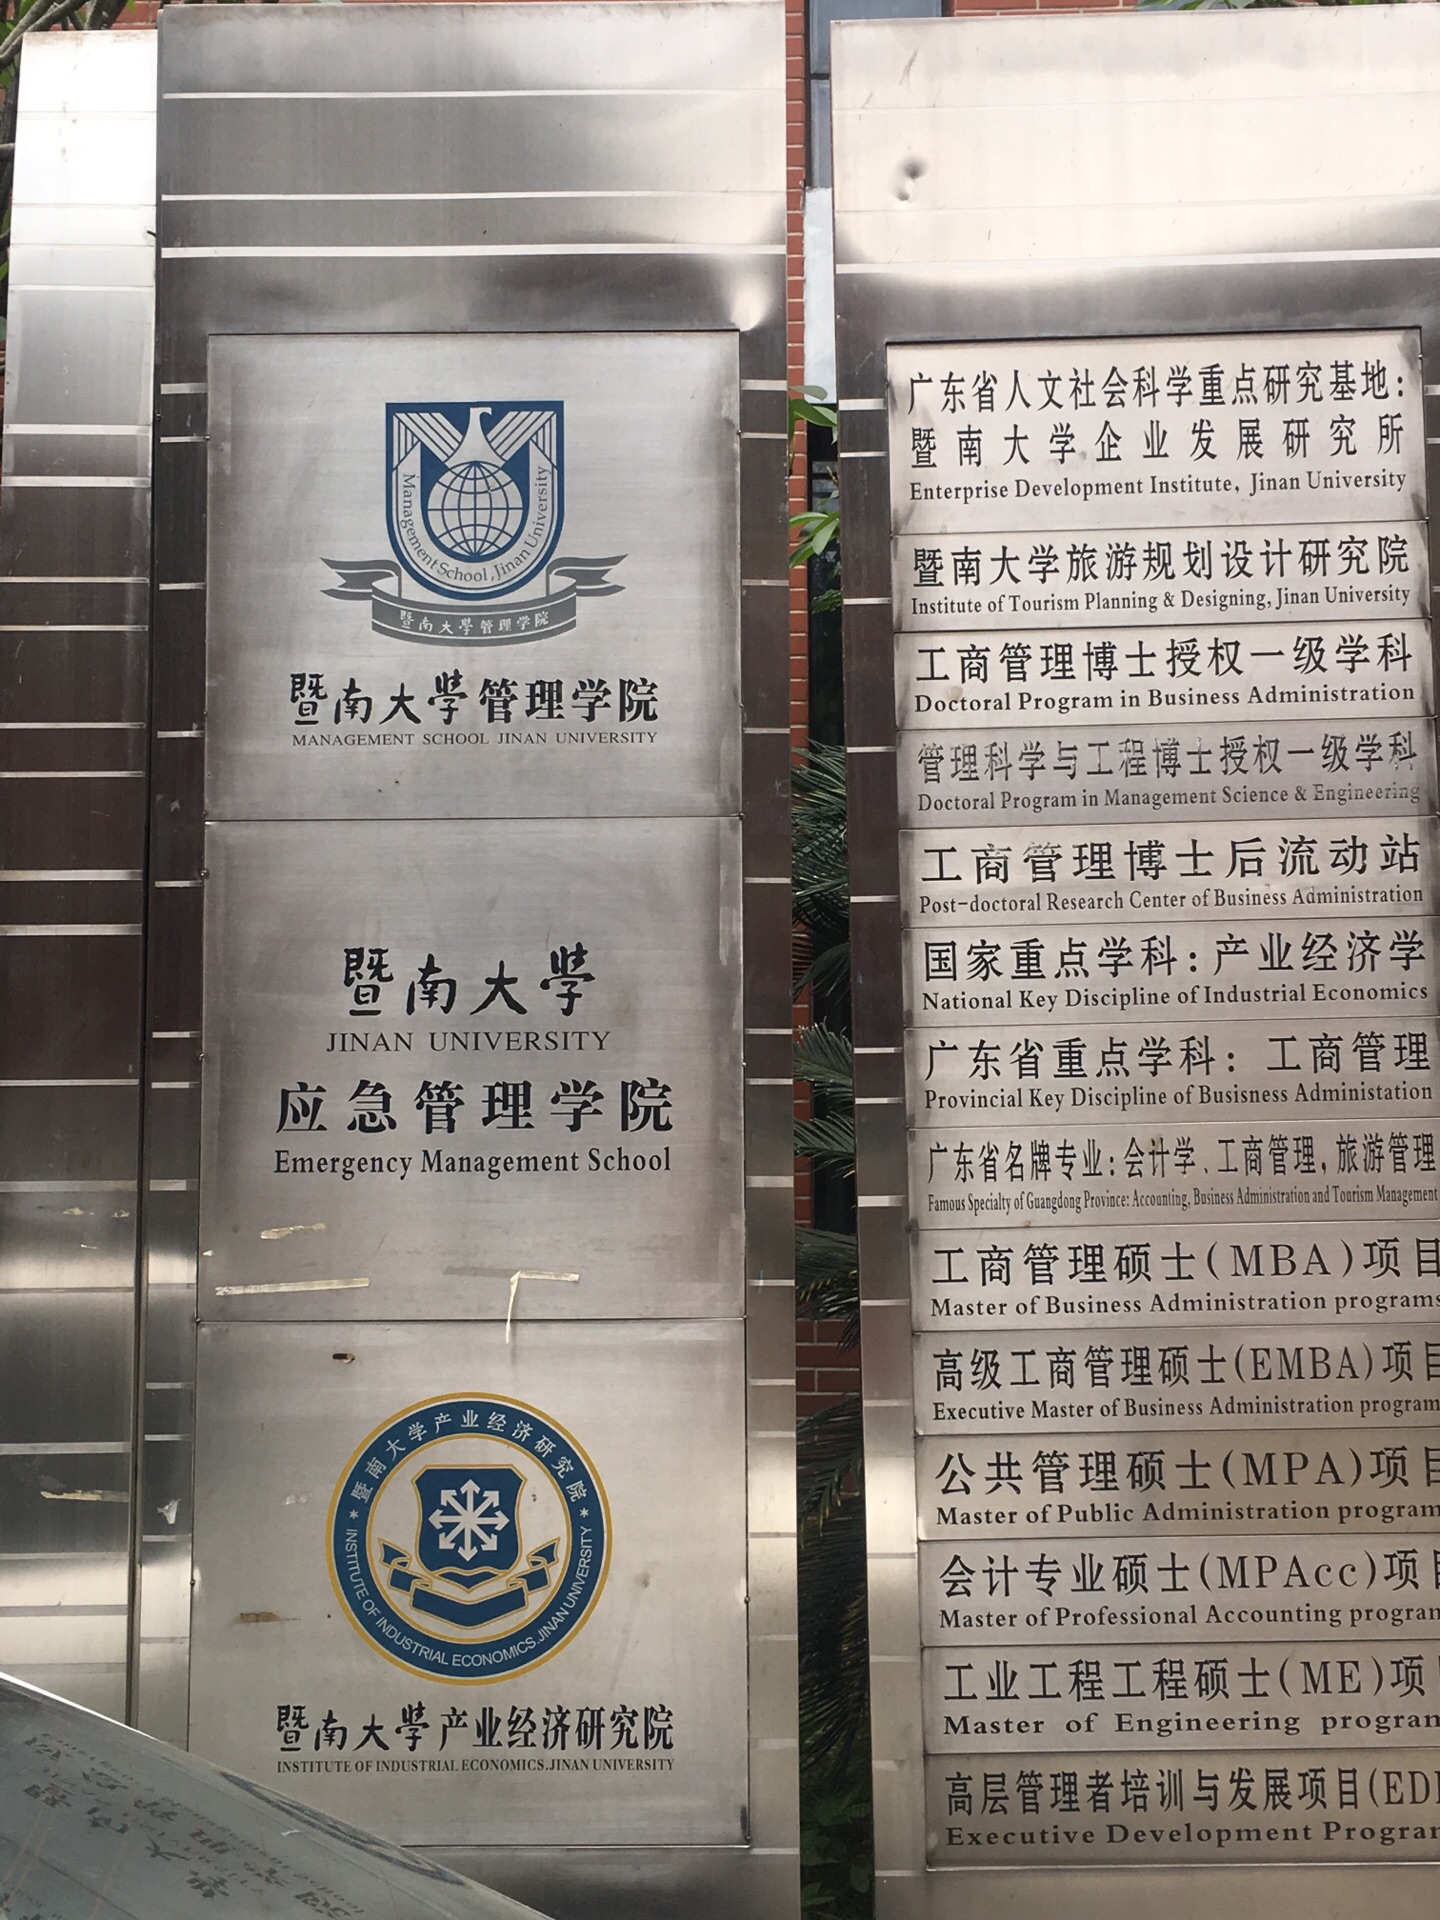 Management School, Jinan University
暨南大學管理学院
暨南大學管理学院
MANAGEMENT SCHOOL JINAN UNIVERSITY
暨南大學
JINAN UNIVERSITY
应急管理学院
Emergency Management School
暨南大学产业经济研究院
INSTITUTE OF INDUSTRIAL ECONOMICS.JINAN UNIVERSITY
暨南大學产业经济研究院
INSTITUTE OF INDUSTRIAL ECONOMICS.JINAN UNIVERSITY
广东省人文社会科学重点研究基地:
暨南大学企业发展研究所
Enterprise Development Institute, Jinan University
暨南大学旅游规划设计研究院
Institute of Tourism Planning & Designing, Jinan University
工商管理博士授权一级学科
Doctoral Program in Business Administration
管理科学与工程博士授权一级学科
Doctoral Program in Management Science & Engineering
工商管理博士后流动站
Post-doctoral Research Center of Business Administration
国家重点学科:产业经济学
National Key Discipline of Industrial Economics
广东省重点学科:工商管理
Provincial Key Discipline of Busisness Administation
广东省名牌专业:会计学、工商管理,旅游管理
Famous Specialty of Guangdong Province: Accounting, Business Administration and Tourism Management
工商管理硕士(MBA)项目
Master of Business Administration programs
高级工商管理硕士(EMBA)项目
Executive Master of Business Administration program
公共管理硕士(MPA)项目
Master of Public Administration program
会计专业硕士(MPAcc)项目
Master of Professional Accounting program
工业工程工程硕士(ME)项
Master of Engineering program
高层管理者培训与发展项目(ED
Executive Development Program